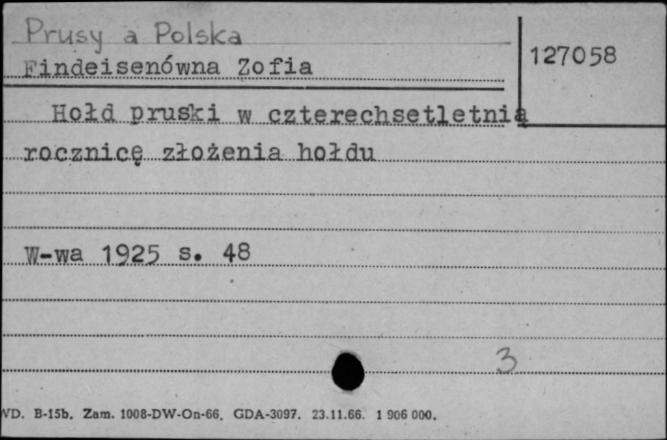 Prusy a Polska
127058
Findeisenówna Zofia
Hołd pruski w czterechsetletnią
rocznicę złożenia hołdu
W-wa 1925 s. 48
3
VD. B-15b. Zam. 1008-DW-On-66. GDA-3097. 23.11.66. 1 906 000.